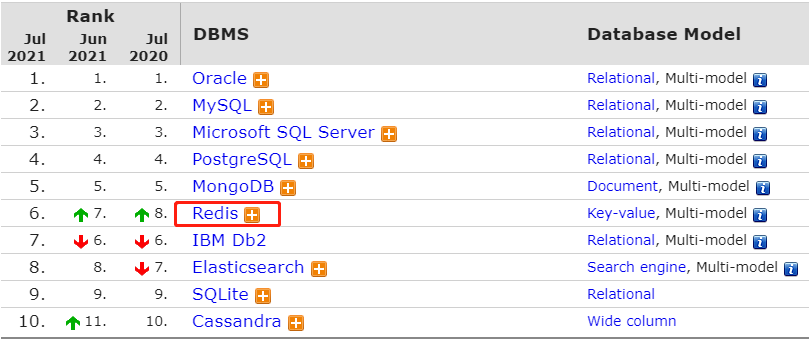 Rank DBMS Database Model
Jul 2021 Jun 2021 Jul 2020
1. 1. 1. Oracle Relational, Multi-model
2. 2. 2. MySQL Relational, Multi-model
3. 3. 3. Microsoft SQL Server Relational, Multi-model
4. 4. 4. PostgreSQL Relational, Multi-model
5. 5. 5. MongoDB Document, Multi-model
6. 7. 8. Redis Key-value, Multi-model
7. 6. 6. IBM Db2 Relational, Multi-model
8. 8. 7. Elasticsearch Search engine, Multi-model
9. 9. 9. SQLite Relational
10. 11. 10. Cassandra Wide column